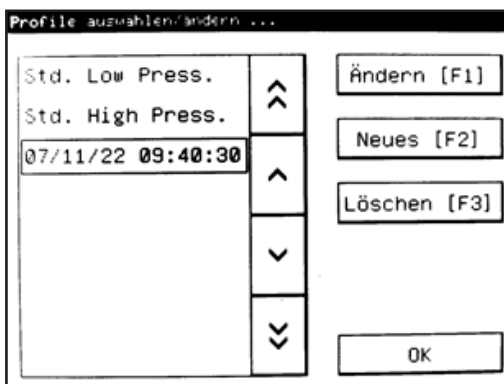 Profile auswahlen/andern ...
Std. Low Press.
Std. High Press.
07/11/22 09:40:30
Ändern [F1]
Neues [F2]
Löschen [F3]
OK